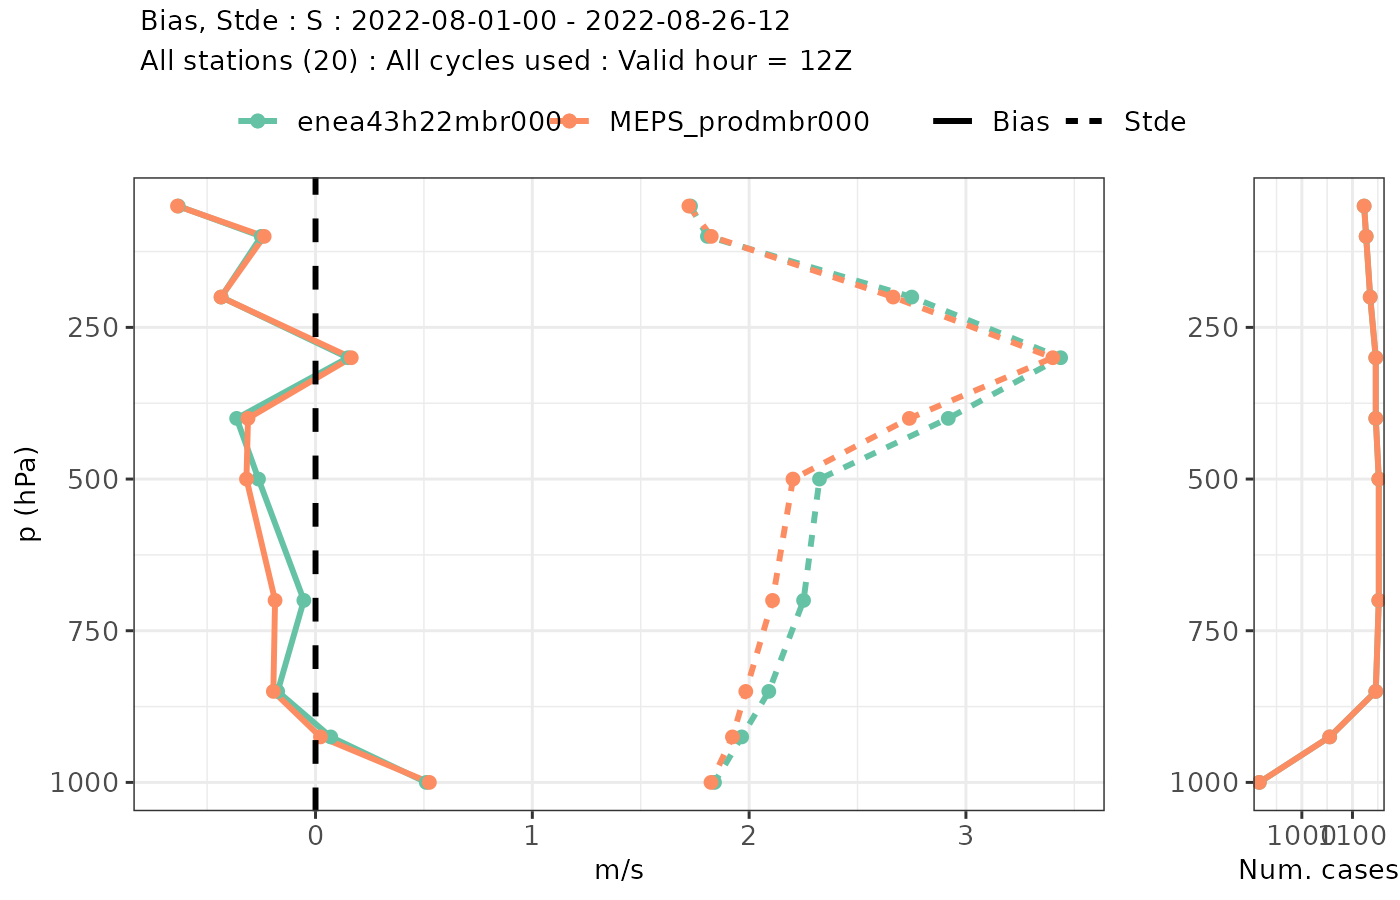 Bias, Stde : S : 2022-08-01-00 - 2022-08-26-12
All stations (20) : All cycles used : Valid hour = 12Z
enea43h22mbr000 MEPS_prodmbr000 Bias Stde
p (hPa)
250
500
750
1000
0 1 2 3
m/s
250
500
750
1000
1000 1100
Num. cases